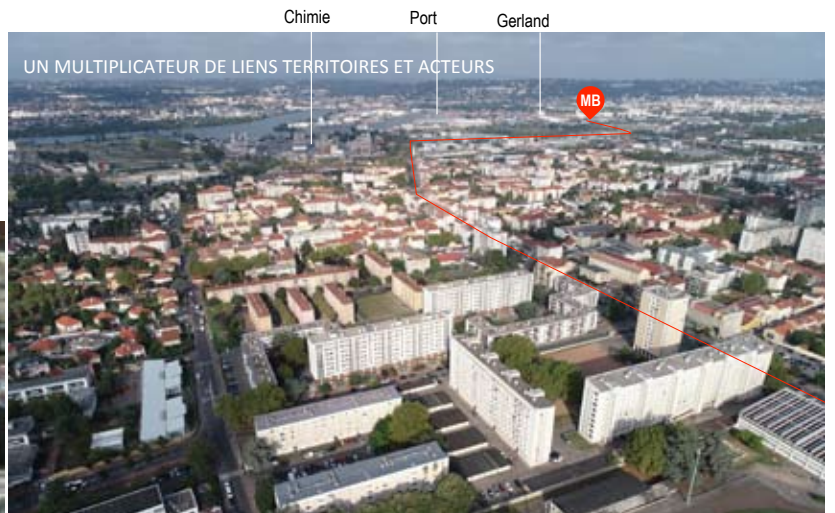 Chimie Port Gerland
UN MULTIPLICATEUR DE LIENS TERRITOIRES ET ACTEURS
MB